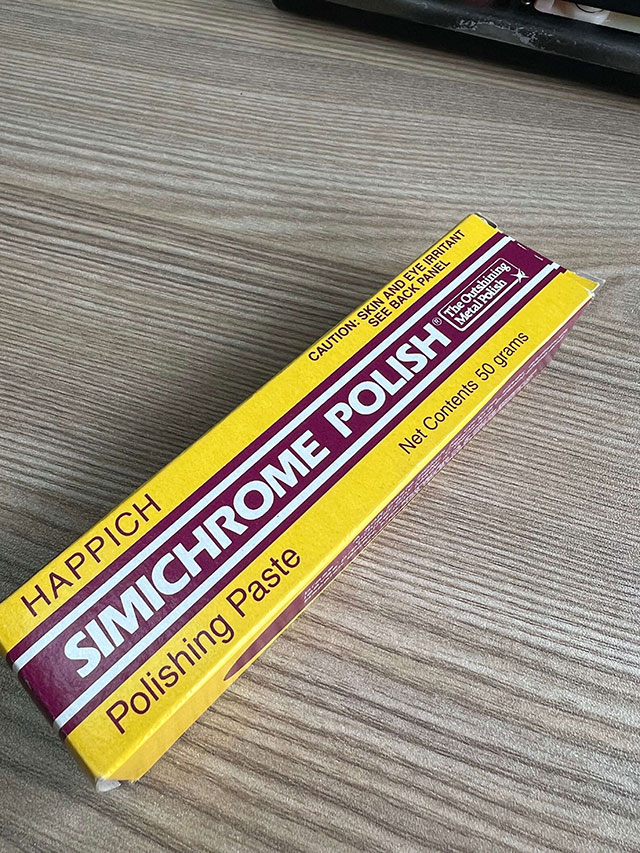 CAUTION: SKIN AND EYE IRRITANT
SEE BACK PANEL
HAPPICH
SIMICHROME POLISH®
The Outshining
Metal Polish
Polishing Paste
Net Contents 50 grams